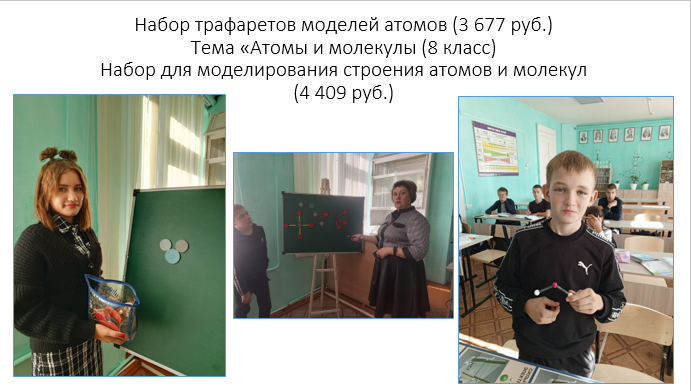 Набор трафаретов моделей атомов (3 677 руб.)
Тема «Атомы и молекулы (8 класс)
Набор для моделирования строения атомов и молекул
(4 409 руб.)
PUMA